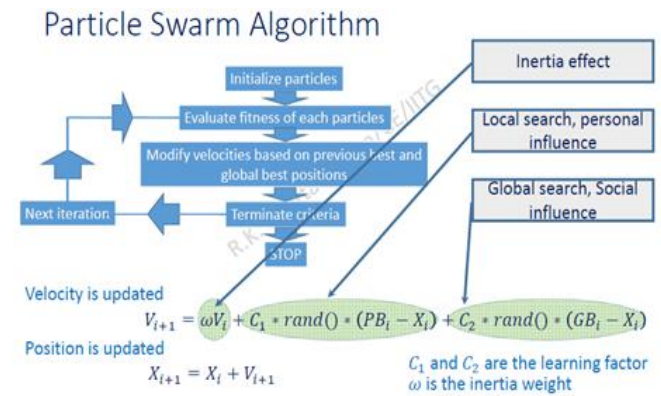 Particle Swarm Algorithm
Initialize particles
Evaluate fitness of each particles
Modify velocities based on previous best and
global best positions
Next iteration
Terminate criteria
STOP
Inertia effect
Local search, personal
influence
Global search, Social
influence
Velocity is updated
V_{i+1} = ωV_i + C_1 * rand() * (PB_i − X_i) + C_2 * rand() * (GB_i − X_i)
Position is updated
X_{i+1} = X_i + V_{i+1}
C_1 and C_2 are the learning factor
ω is the inertia weight